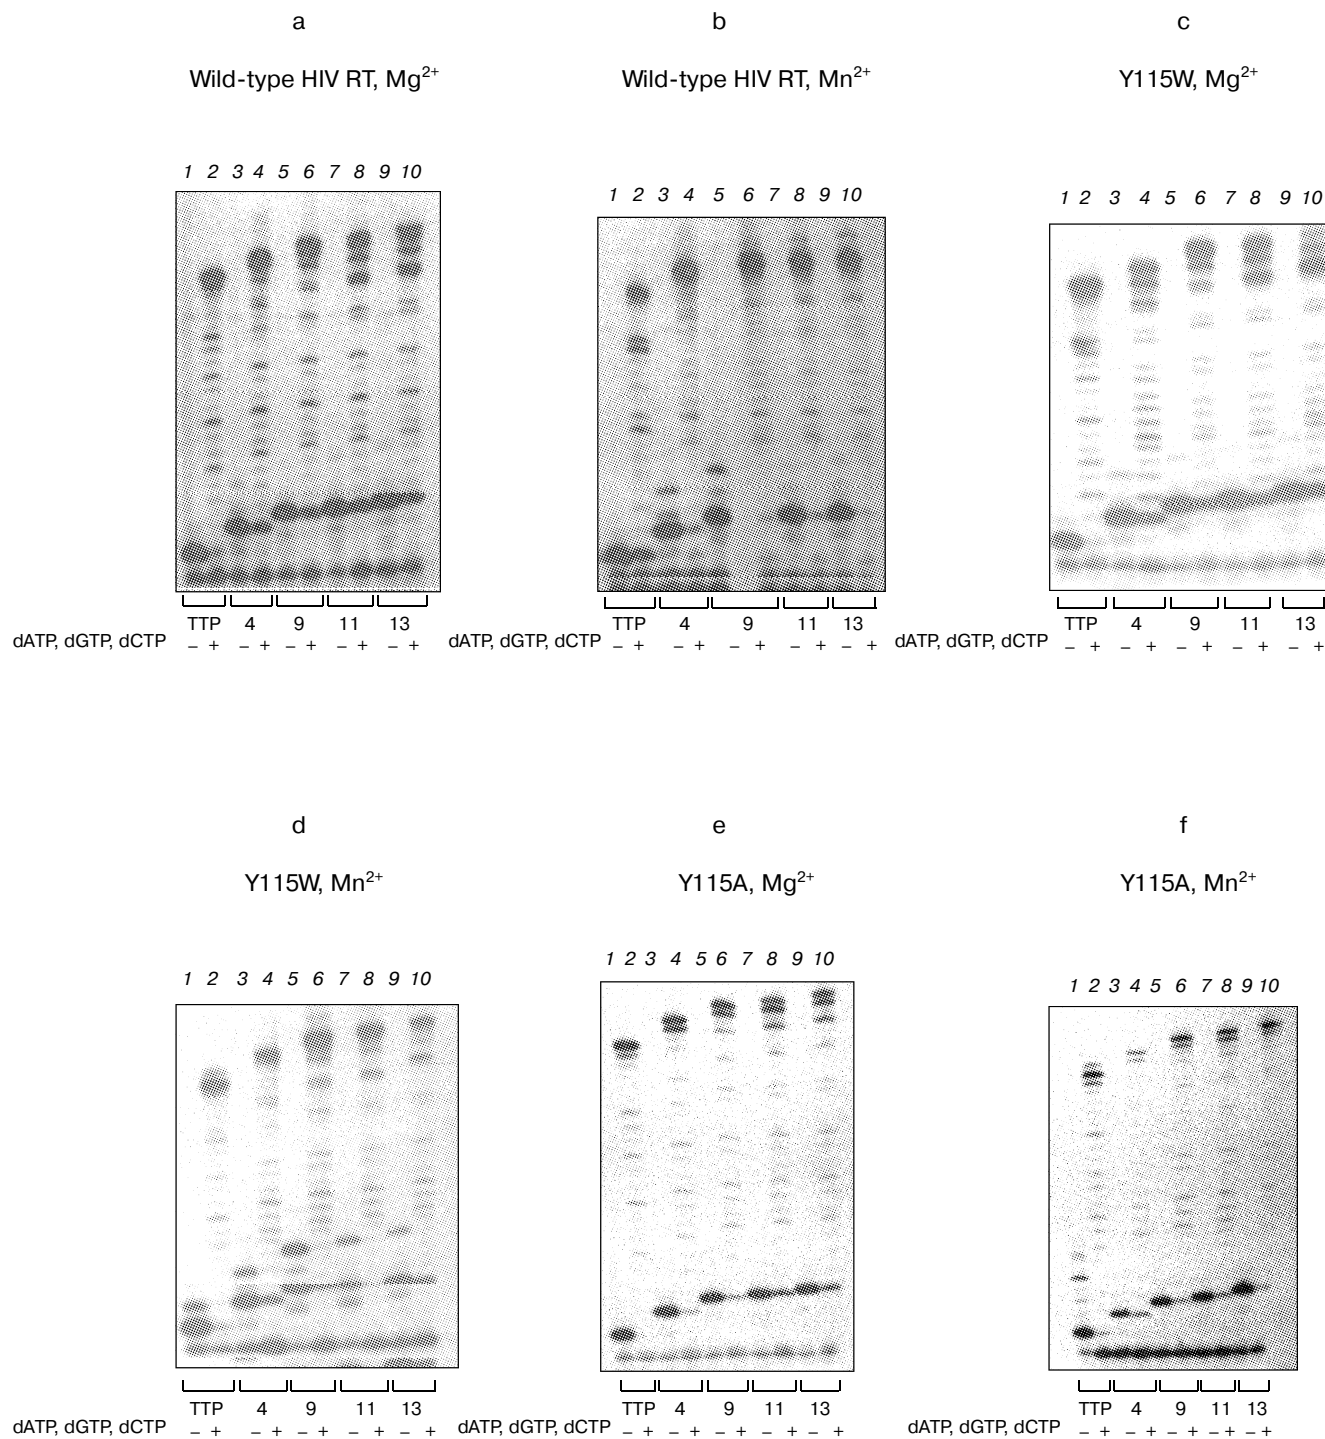 a
b
c
Wild-type HIV RT, Mg²⁺
Wild-type HIV RT, Mn²⁺
Y115W, Mg²⁺
1 2 3 4 5 6 7 8 9 10
1 2 3 4 5 6 7 8 9 10
1 2 3 4 5 6 7 8 9 10
TTP 4 9 11 13
TTP 4 9 11 13
TTP 4 9 11 13
dATP, dGTP, dCTP – + – + – + – + – +
dATP, dGTP, dCTP – + – + – + – + – +
dATP, dGTP, dCTP – + – + – + – + – +
d
e
f
Y115W, Mn²⁺
Y115A, Mg²⁺
Y115A, Mn²⁺
1 2 3 4 5 6 7 8 9 10
1 2 3 4 5 6 7 8 9 10
1 2 3 4 5 6 7 8 9 10
TTP 4 9 11 13
TTP 4 9 11 13
TTP 4 9 11 13
dATP, dGTP, dCTP – + – + – + – + – +
dATP, dGTP, dCTP – + – + – + – + – +
dATP, dGTP, dCTP – + – + – + – + – +